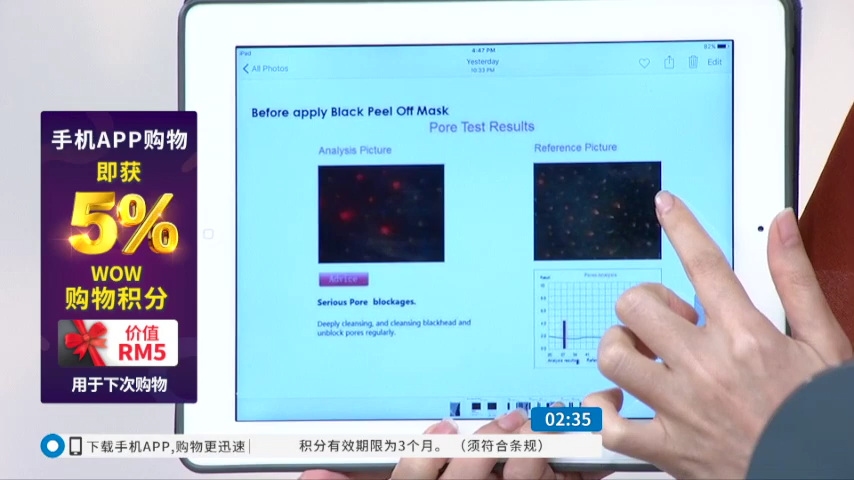 手机APP购物
即获
5%
WOW
购物积分
价值
RM5
用于下次购物
iPad
4:47 PM
82%
All Photos
Yesterday
10:33 PM
Edit
Before apply Black Peel Off Mask
Pore Test Results
Analysis Picture
Reference Picture
Advice
Serious Pore blockages.
Deeply cleansing, and cleansing blackhead and
unblock pores regularly.
Pores Analysis
02:35
下载手机APP,购物更迅速
积分有效期限为3个月。 （须符合条规）